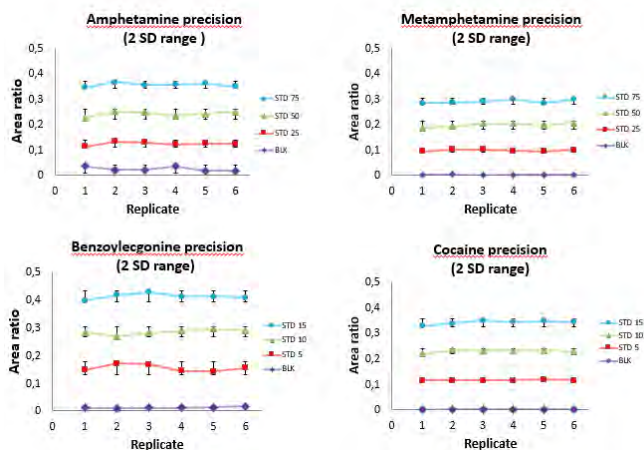 Amphetamine precision
(2 SD range )
0,5
0,4
0,3
0,2
0,1
0
Area ratio
0 1 2 3 4 5 6
Replicate
STD 75
STD 50
STD 25
BLK
Metamphetamine precision
(2 SD range)
0,5
0,4
0,3
0,2
0,1
0
Area ratio
0 1 2 3 4 5 6
Replicate
STD 75
STD 50
STD 25
BLK
Benzoylecgonine precision
(2 SD range)
0,5
0,4
0,3
0,2
0,1
0
Area ratio
0 1 2 3 4 5 6
Replicate
STD 15
STD 10
STD 5
BLK
Cocaine precision
(2 SD range)
0,5
0,4
0,3
0,2
0,1
0
Area ratio
0 1 2 3 4 5 6
Replicate
STD 15
STD 10
STD 5
BLK